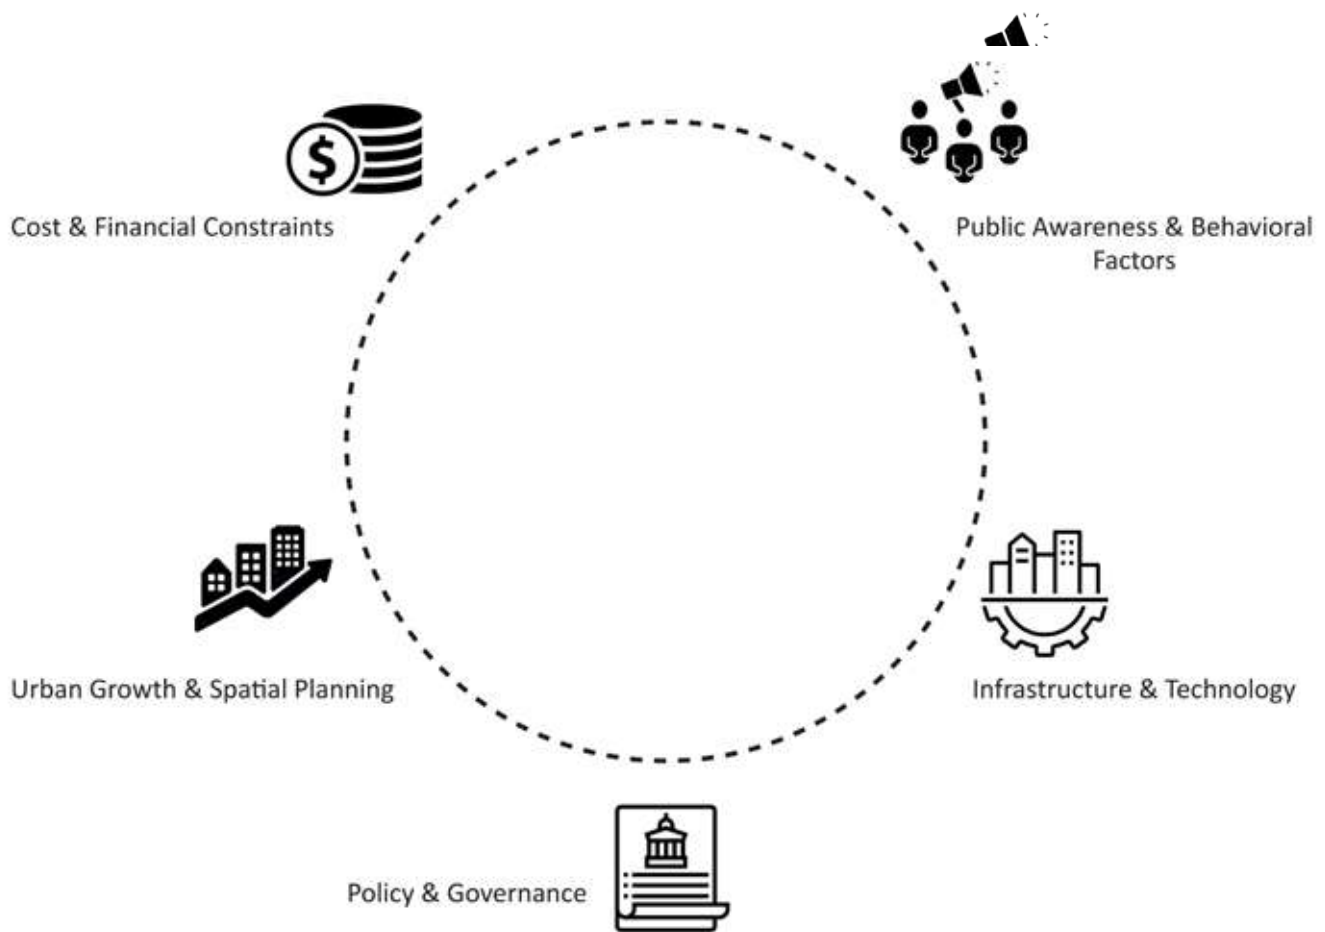 Cost & Financial Constraints
Public Awareness & Behavioral
Factors
Urban Growth & Spatial Planning
Infrastructure & Technology
Policy & Governance
$